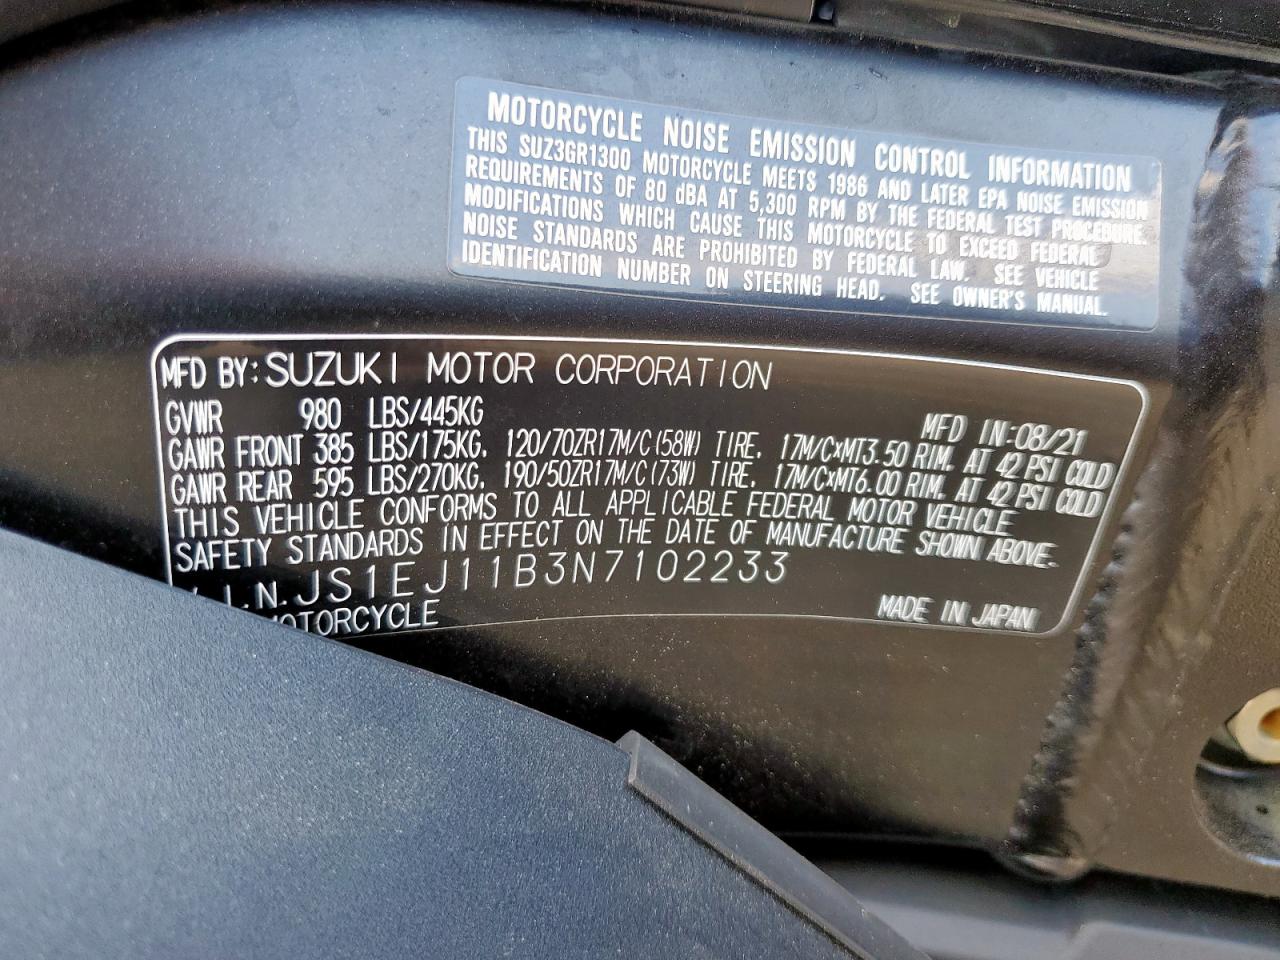 MOTORCYCLE NOISE EMISSION CONTROL INFORMATION
THIS SUZ3GR1300 MOTORCYCLE MEETS 1986 AND LATER EPA NOISE EMISSION
REQUIREMENTS OF 80 dBA AT 5,300 RPM BY THE FEDERAL TEST PROCEDURE.
MODIFICATIONS WHICH CAUSE THIS MOTORCYCLE TO EXCEED FEDERAL
NOISE STANDARDS ARE PROHIBITED BY FEDERAL LAW. SEE VEHICLE
IDENTIFICATION NUMBER ON STEERING HEAD. SEE OWNER'S MANUAL.
MFD BY:SUZUKI MOTOR CORPORATION
GVWR 980 LBS/445KG MFD IN:08/21
GAWR FRONT 385 LBS/175KG. 120/70ZR17M/C(58W) TIRE. 17M/CxMT3.50 RIM. AT 42 PSI COLD
GAWR REAR 595 LBS/270KG. 190/50ZR17M/C(73W) TIRE. 17M/CxMT6.00 RIM. AT 42 PSI COLD
THIS VEHICLE CONFORMS TO ALL APPLICABLE FEDERAL MOTOR VEHICLE
SAFETY STANDARDS IN EFFECT ON THE DATE OF MANUFACTURE SHOWN ABOVE.
V.I.N. JS1EJ11B3N7102233
MOTORCYCLE MADE IN JAPAN